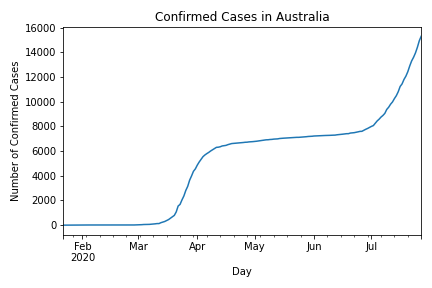 Confirmed Cases in Australia
Number of Confirmed Cases
16000
14000
12000
10000
8000
6000
4000
2000
0
Feb Mar Apr May Jun Jul
2020
Day